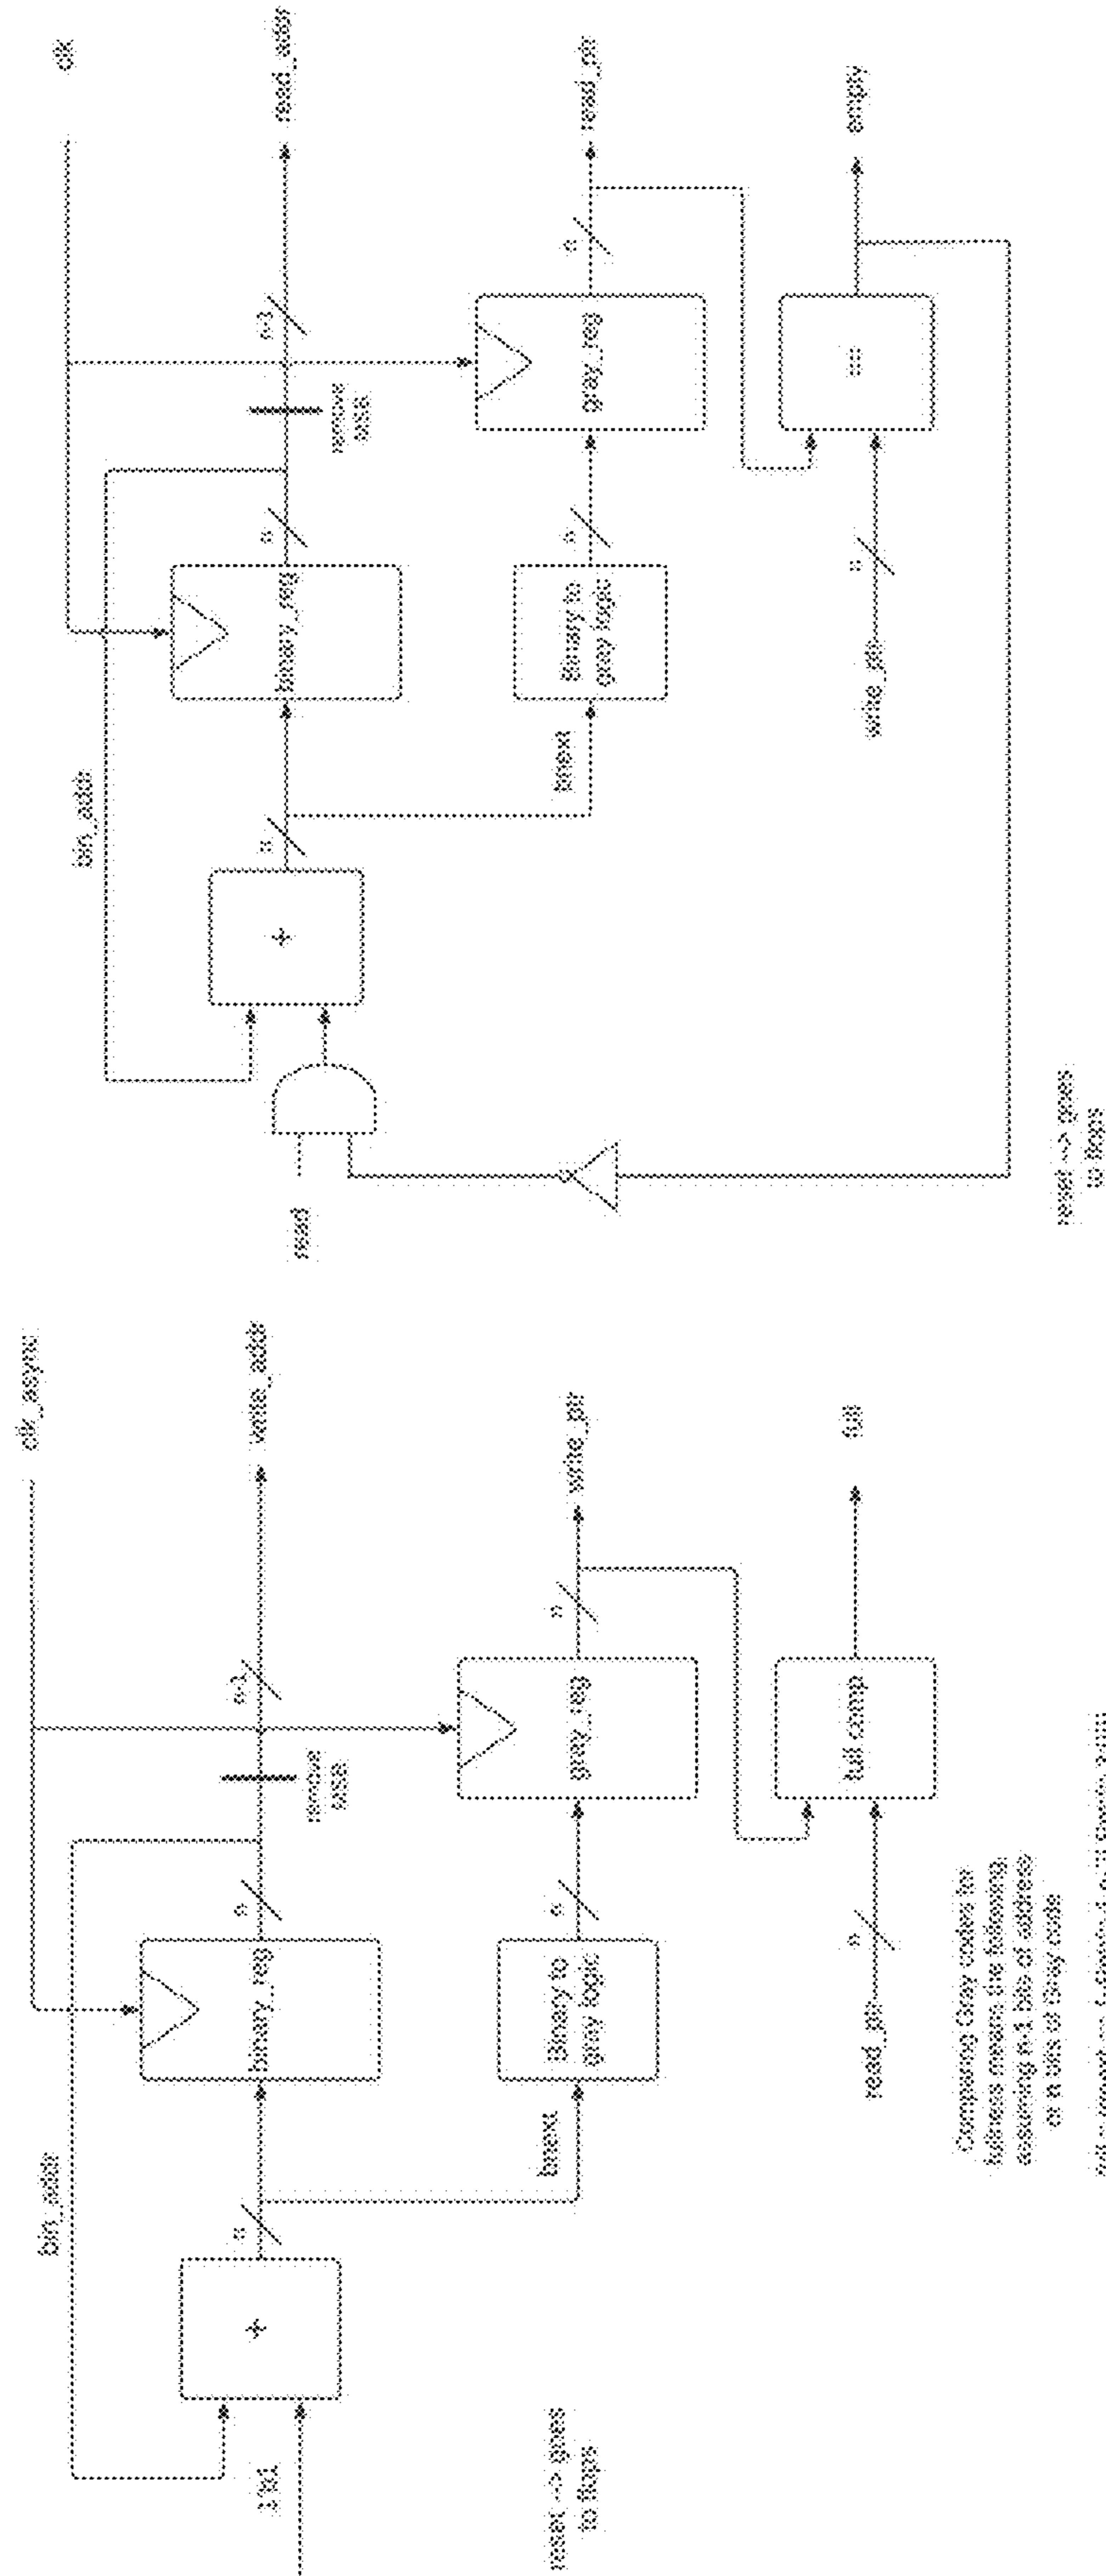 clk_async
bin_addr
write_addr
n
n
n-1
remove
MSB
1'b1
+
binary_reg
bnext
Binary to
gray logic
n
gray_reg
n
write_ptr
read_ptr
n
full comp
full
reset --> goes
to flops
Comparing Gray codes for
fullness means the following,
assuming n-1 bits of address
or n bits of Gray code
clk
bin_addr
read_addr
n
n
n-1
remove
MSB
read
+
binary_reg
bnext
Binary to
gray logic
n
gray_reg
n
read_ptr
write_ptr
n
==
empty
reset --> goes
to flops